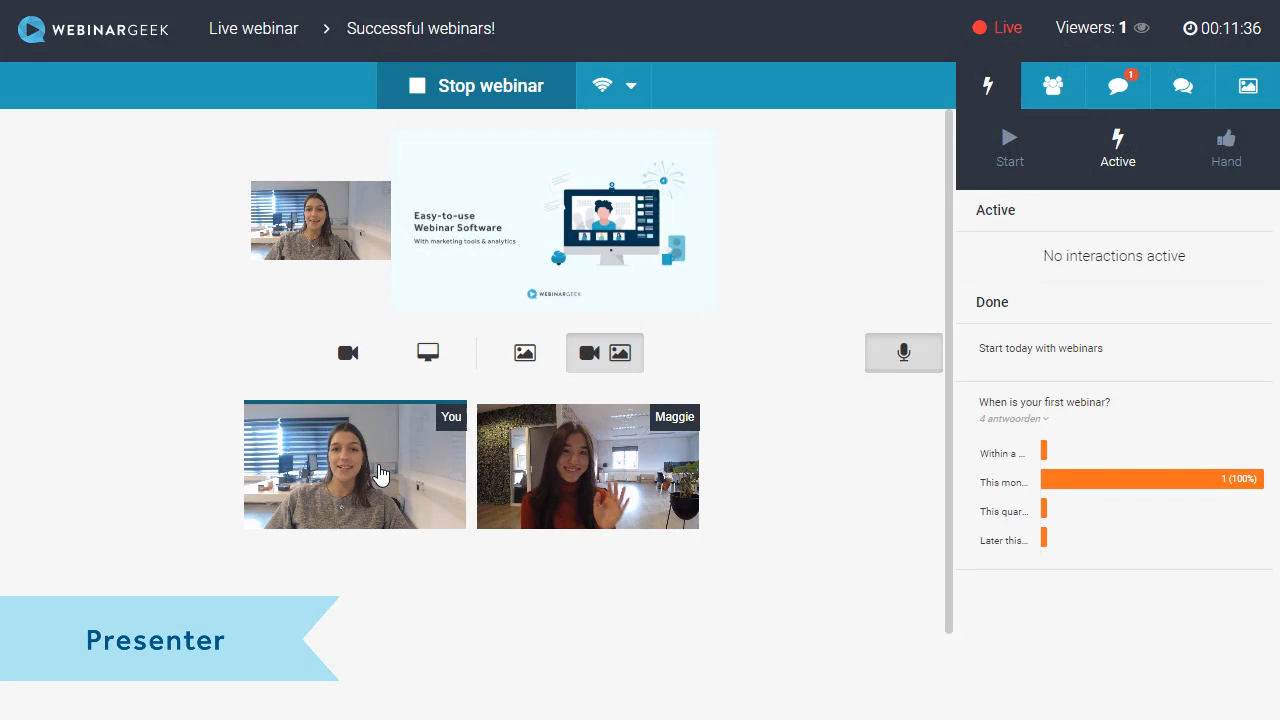 WEBINARGEEK
Live webinar
Successful webinars!
Live
Viewers: 1
00:11:36
Stop webinar
1
Start
Active
Hand
Easy-to-use
Webinar Software
With marketing tools & analytics
WEBINARGEEK
Active
No interactions active
Done
Start today with webinars
When is your first webinar?
4 antwoorden
Within a ...
This mon...
1 (100%)
This quar...
Later this...
You
Maggie
Presenter